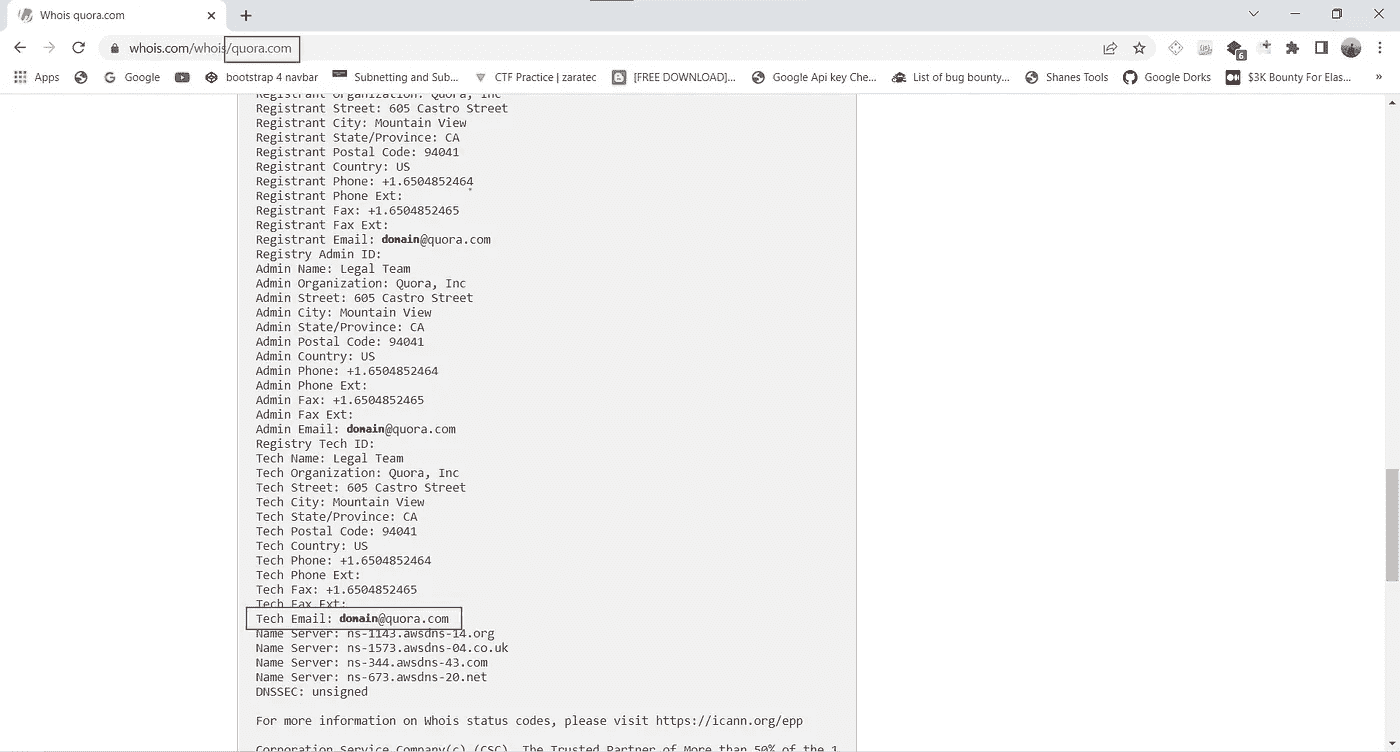 Whois quora.com
whois.com/whois/quora.com
6
Apps Google bootstrap 4 navbar Subnetting and Sub... CTF Practice | zaratec [FREE DOWNLOAD]... Google Api key Che... List of bug bounty... Shanes Tools Google Dorks $3K Bounty For Elas... »
Registrant Organization: Quora, Inc
Registrant Street: 605 Castro Street
Registrant City: Mountain View
Registrant State/Province: CA
Registrant Postal Code: 94041
Registrant Country: US
Registrant Phone: +1.6504852464
Registrant Phone Ext:
Registrant Fax: +1.6504852465
Registrant Fax Ext:
Registrant Email: domain@quora.com
Registry Admin ID:
Admin Name: Legal Team
Admin Organization: Quora, Inc
Admin Street: 605 Castro Street
Admin City: Mountain View
Admin State/Province: CA
Admin Postal Code: 94041
Admin Country: US
Admin Phone: +1.6504852464
Admin Phone Ext:
Admin Fax: +1.6504852465
Admin Fax Ext:
Admin Email: domain@quora.com
Registry Tech ID:
Tech Name: Legal Team
Tech Organization: Quora, Inc
Tech Street: 605 Castro Street
Tech City: Mountain View
Tech State/Province: CA
Tech Postal Code: 94041
Tech Country: US
Tech Phone: +1.6504852464
Tech Phone Ext:
Tech Fax: +1.6504852465
Tech Fax Ext:
Tech Email: domain@quora.com
Name Server: ns-1143.awsdns-14.org
Name Server: ns-1573.awsdns-04.co.uk
Name Server: ns-344.awsdns-43.com
Name Server: ns-673.awsdns-20.net
DNSSEC: unsigned
For more information on Whois status codes, please visit https://icann.org/epp
Corporation Service Company(c) (CSC) The Trusted Partner of More than 50% of the 1